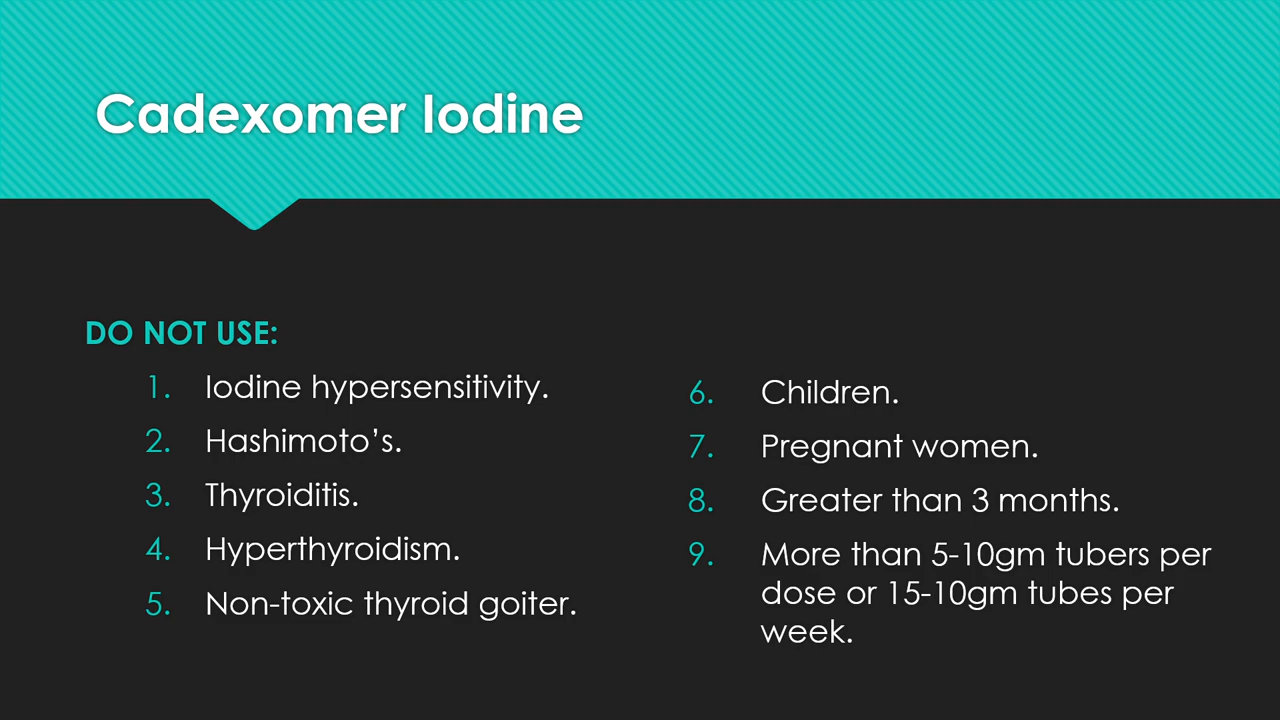 Cadexomer Iodine
DO NOT USE:
1. Iodine hypersensitivity.
2. Hashimoto’s.
3. Thyroiditis.
4. Hyperthyroidism.
5. Non-toxic thyroid goiter.
6. Children.
7. Pregnant women.
8. Greater than 3 months.
9. More than 5-10gm tubers per
dose or 15-10gm tubes per
week.